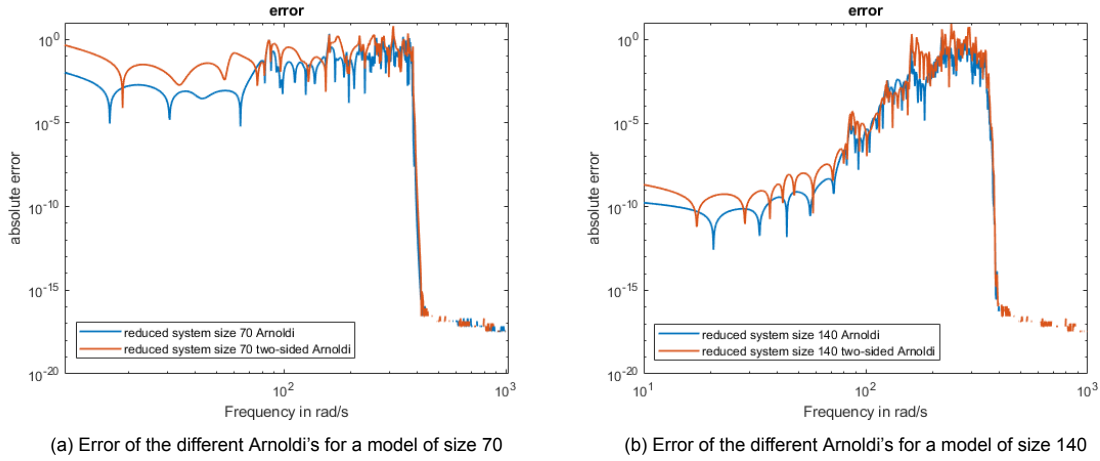 error
10^0
10^-5
10^-10
10^-15
10^-20
absolute error
reduced system size 70 Arnoldi
reduced system size 70 two-sided Arnoldi
10^2
10^3
Frequency in rad/s
(a) Error of the different Arnoldi's for a model of size 70
error
10^0
10^-5
10^-10
10^-15
10^-20
absolute error
reduced system size 140 Arnoldi
reduced system size 140 two-sided Arnoldi
10^1
10^2
10^3
Frequency in rad/s
(b) Error of the different Arnoldi's for a model of size 140